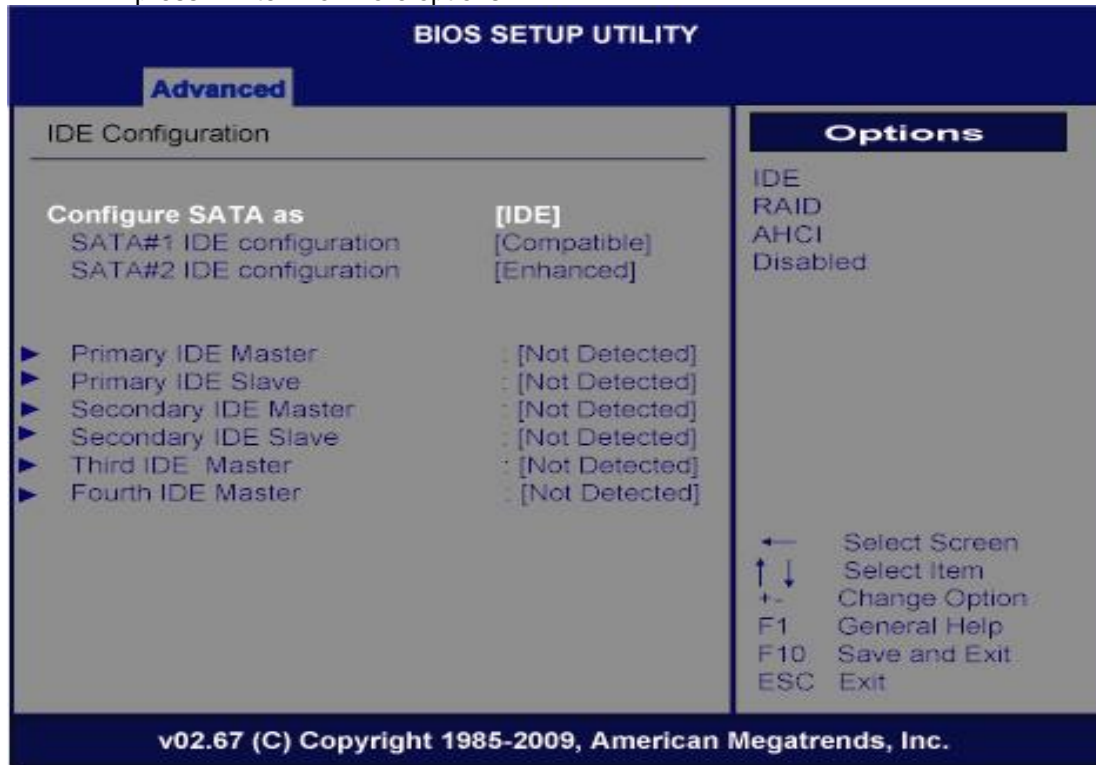 BIOS SETUP UTILITY
Advanced
IDE Configuration
Configure SATA as [IDE]
SATA#1 IDE configuration [Compatible]
SATA#2 IDE configuration [Enhanced]
► Primary IDE Master : [Not Detected]
► Primary IDE Slave : [Not Detected]
► Secondary IDE Master : [Not Detected]
► Secondary IDE Slave : [Not Detected]
► Third IDE Master : [Not Detected]
► Fourth IDE Master : [Not Detected]
Options
IDE
RAID
AHCI
Disabled
← Select Screen
↑↓ Select Item
+- Change Option
F1 General Help
F10 Save and Exit
ESC Exit
v02.67 (C) Copyright 1985-2009, American Megatrends, Inc.